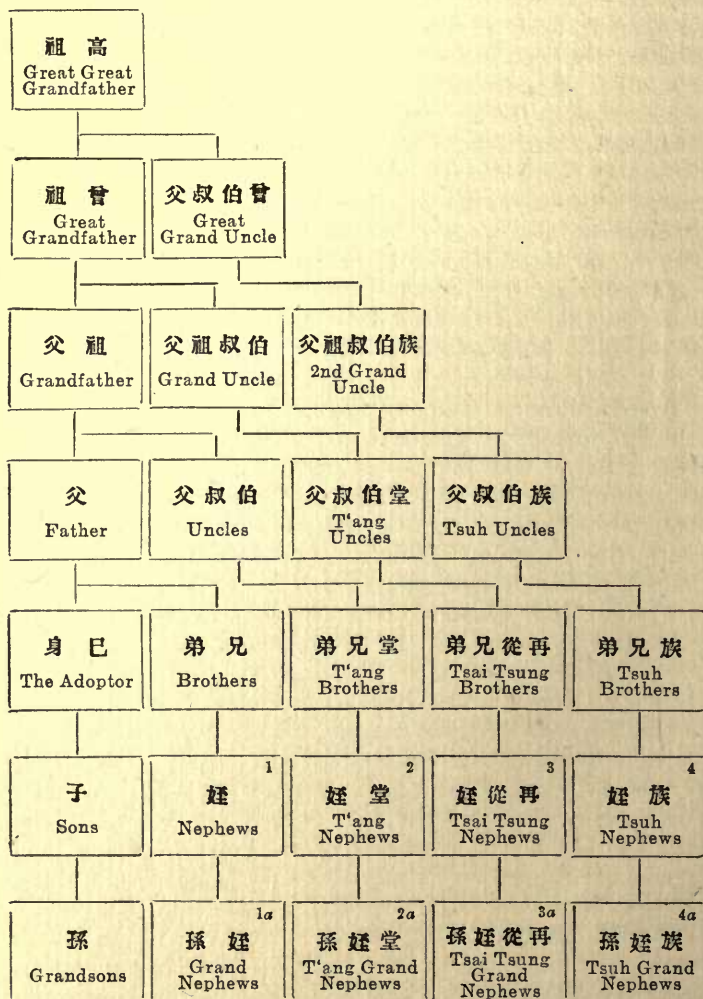 高祖
Great Great
Grandfather
曾祖
Great
Grandfather
曾伯叔父
Great
Grand Uncle
祖父
Grandfather
伯叔祖父
Grand Uncle
族伯叔祖父
2nd Grand
Uncle
父
Father
伯叔父
Uncles
堂伯叔父
T'ang
Uncles
族伯叔父
Tsuh Uncles
巳身
The Adoptor
兄弟
Brothers
堂兄弟
T'ang
Brothers
再從兄弟
Tsai Tsung
Brothers
族兄弟
Tsuh
Brothers
子
Sons
1
姪
Nephews
2
堂姪
T'ang
Nephews
3
再從姪
Tsai Tsung
Nephews
4
族姪
Tsuh
Nephews
孫
Grandsons
1a
姪孫
Grand
Nephews
2a
堂姪孫
T'ang Grand
Nephews
3a
再從姪孫
Tsai Tsung
Grand
Nephews
4a
族姪孫
Tsuh Grand
Nephews